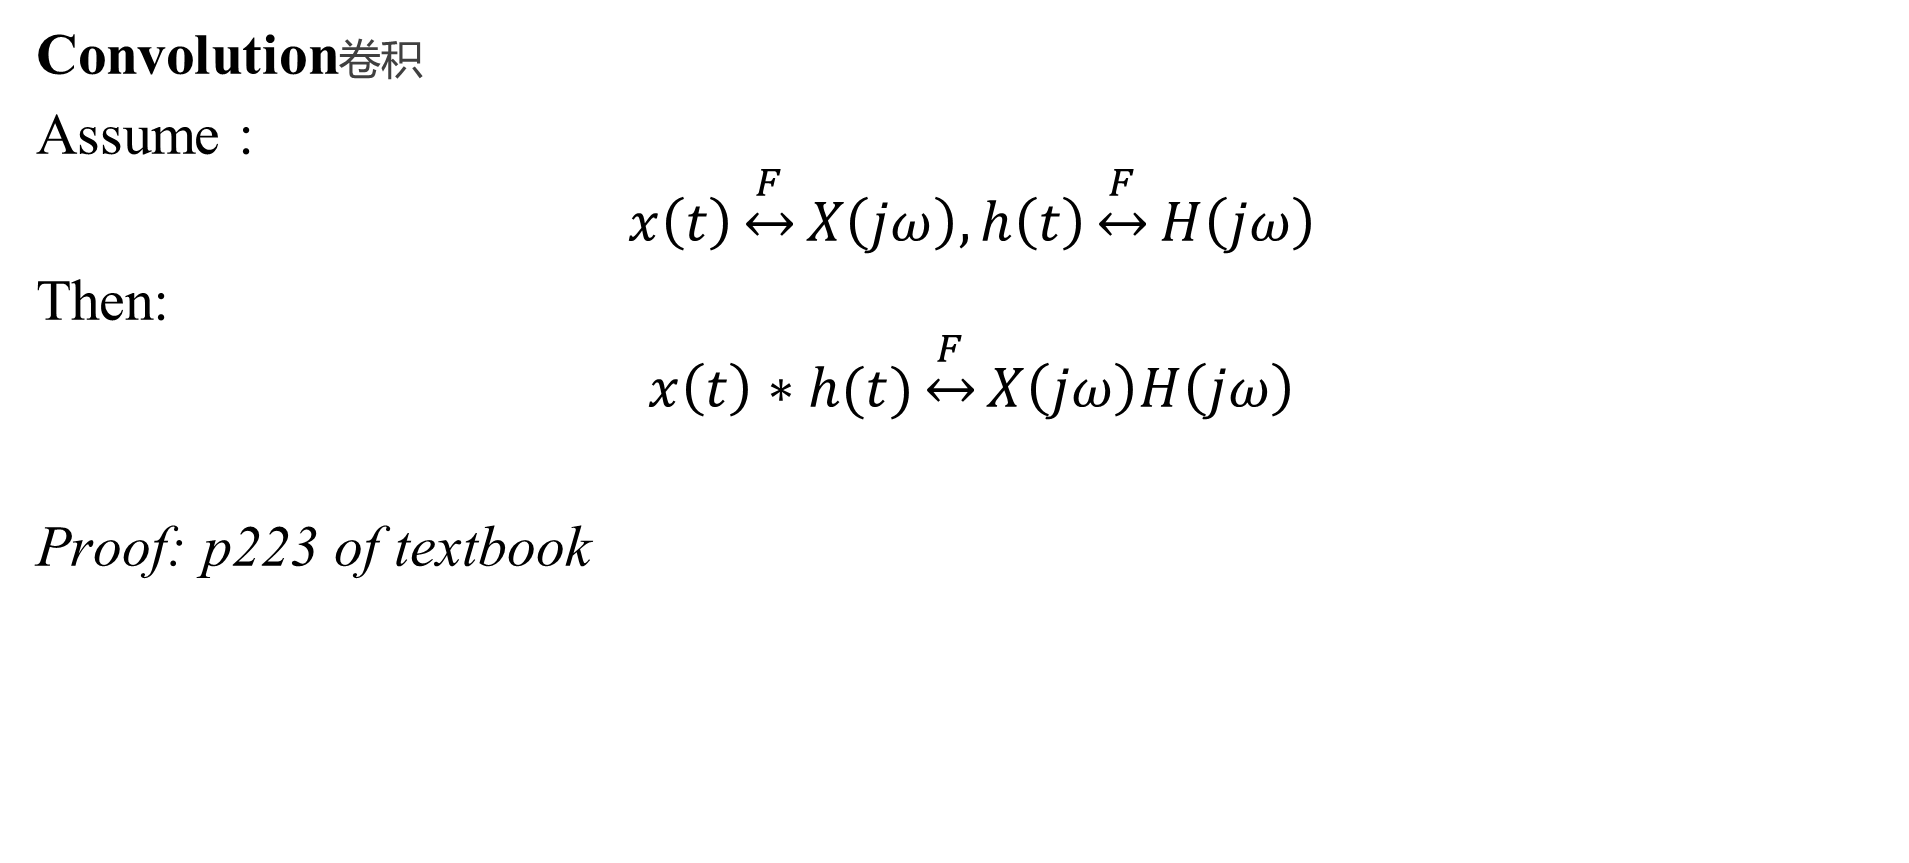 Convolution卷积
Assume :
x(t) F↔ X(jω), h(t) F↔ H(jω)
Then:
x(t) ∗ h(t) F↔ X(jω)H(jω)
Proof: p223 of textbook